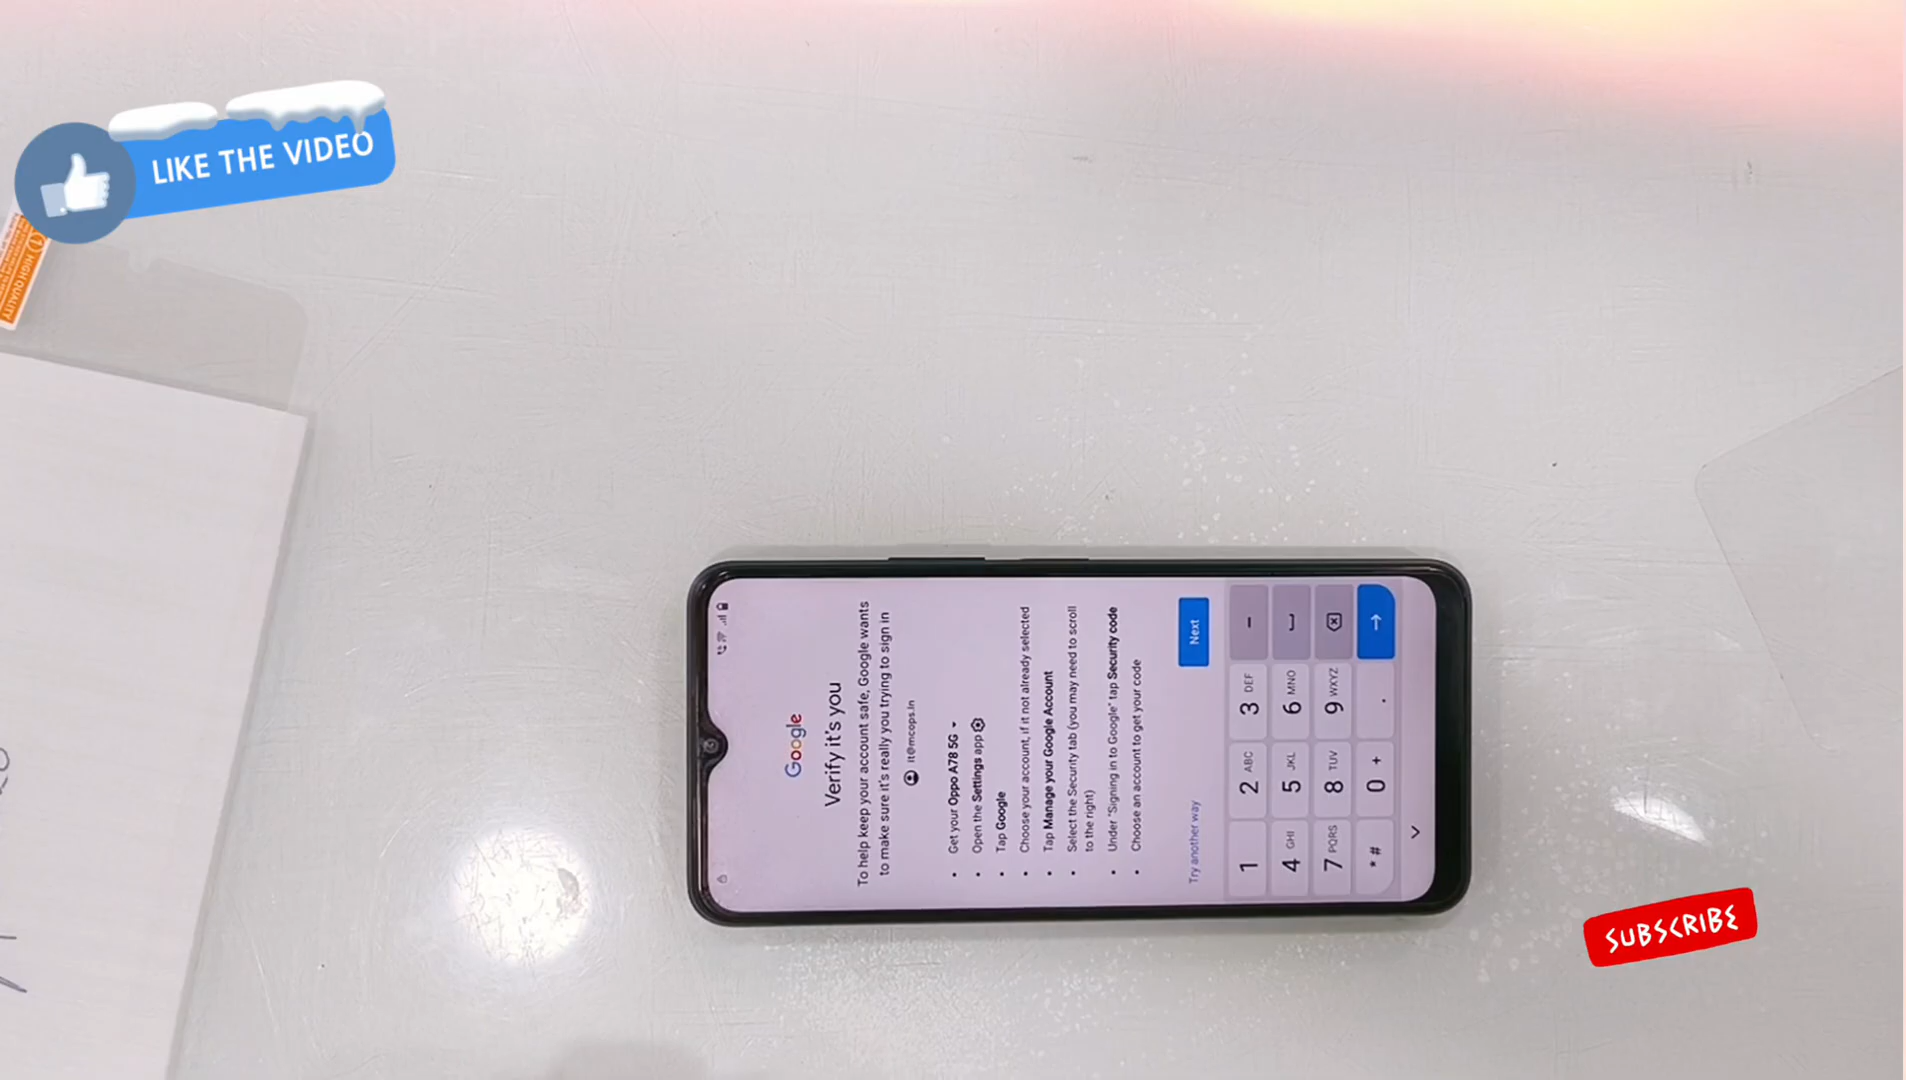 LIKE THE VIDEO
HIGH QUALITY
Google
Verify it's you
To help keep your account safe, Google wants
to make sure it's really you trying to sign in
it@mcops.in
• Get your Oppo A78 5G
• Open the Settings app
• Tap Google
• Choose your account, if it not already selected
• Tap Manage your Google Account
• Select the Security tab (you may need to scroll
to the right)
• Under "Signing in to Google" tap Security code
• Choose an account to get your code
Try another way
Next
1 2 ABC 3 DEF -
4 GHI 5 JKL 6 MNO
7 PQRS 8 TUV 9 WXYZ
*# 0 + .
SUBSCRIBE